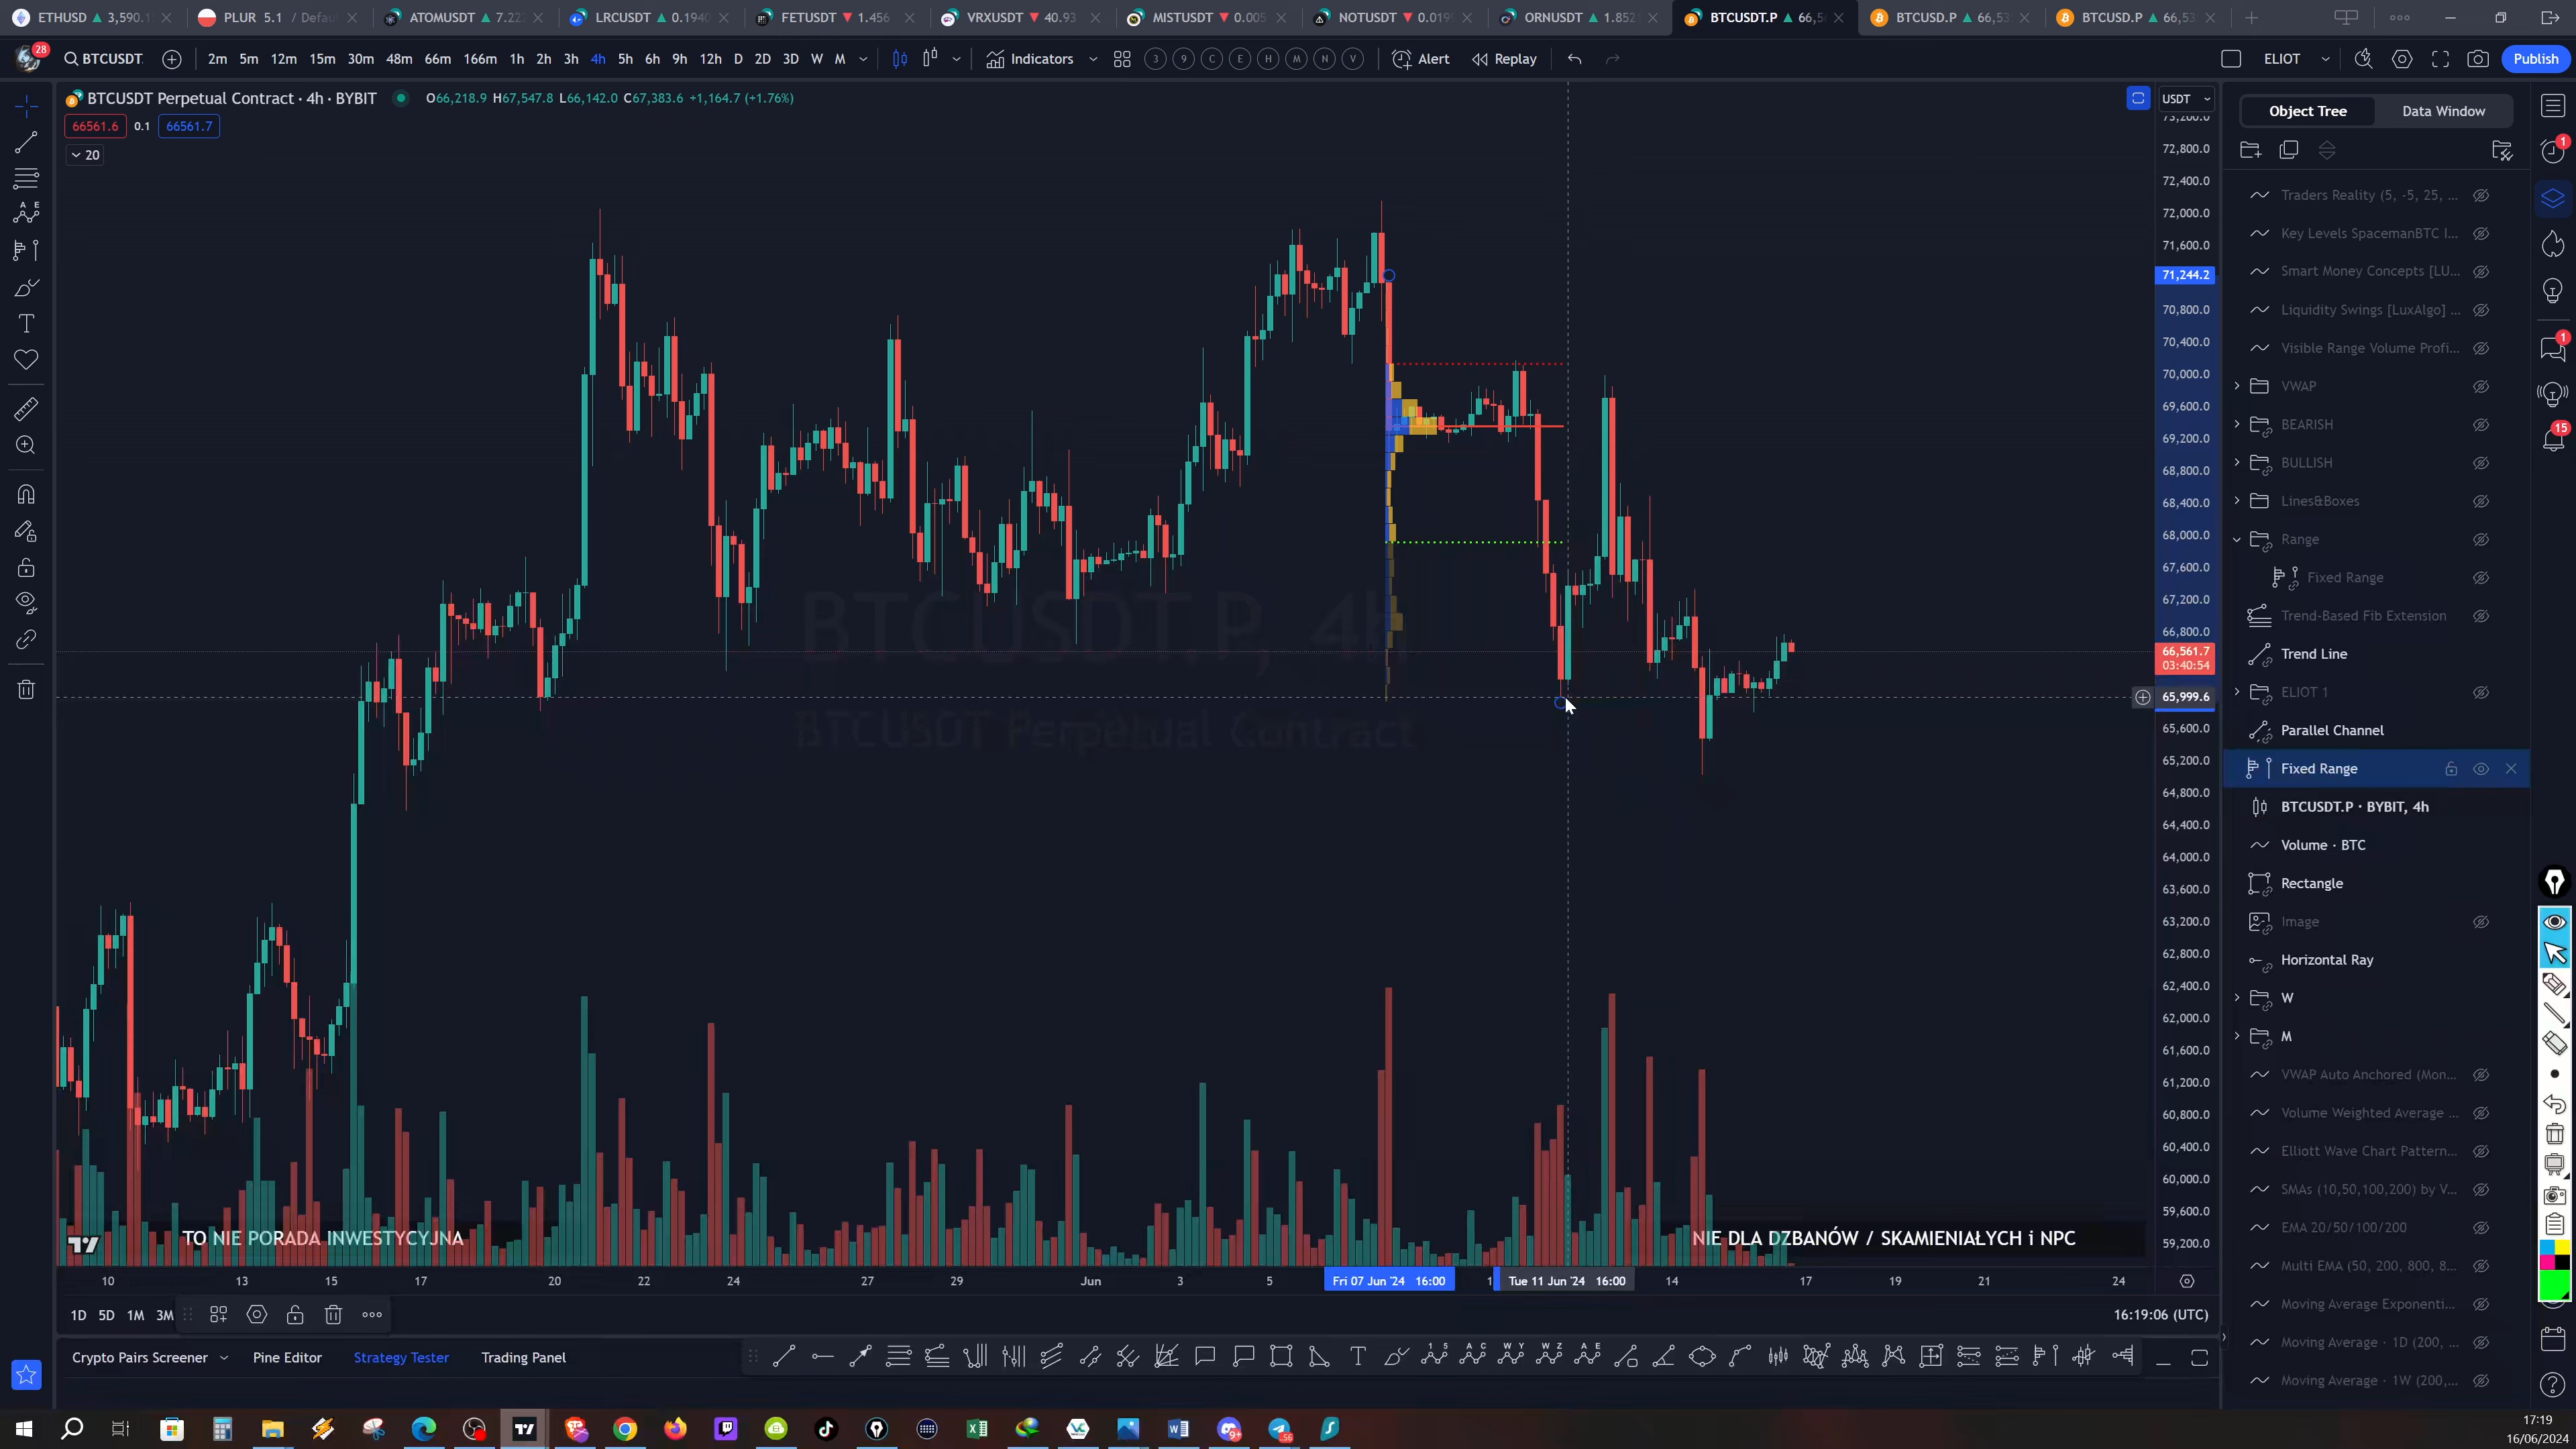 ETHUSD ▲ 3,590.1
PLUR 5.1 / Defau
ATOMUSDT ▲ 7.22
LRCUSDT ▲ 0.1940
FETUSDT ▼ 1.456
VRXUSDT ▼ 40.93
MISTUSDT ▼ 0.005
NOTUSDT ▼ 0.019
ORNUSDT ▲ 1.852
BTCUSDT.P ▲ 66,5
BTCUSD.P ▲ 66,53
BTCUSD.P ▲ 66,53
28
BTCUSDT
2m 5m 12m 15m 30m 48m 66m 166m 1h 2h 3h 4h 5h 6h 9h 12h D 2D 3D W M
Indicators
3 9 C E H M N V
Alert
Replay
ELIOT
Publish
BTCUSDT Perpetual Contract · 4h · BYBIT
O66,218.9 H67,547.8 L66,142.0 C67,383.6 +1,164.7 (+1.76%)
66561.6 0.1 66561.7
20
USDT
73,200.0
72,800.0
72,400.0
72,000.0
71,600.0
71,244.2
70,800.0
70,400.0
70,000.0
69,600.0
69,200.0
68,800.0
68,400.0
68,000.0
67,600.0
67,200.0
66,800.0
66,561.7
03:40:54
65,999.6
65,600.0
65,200.0
64,800.0
64,400.0
64,000.0
63,600.0
63,200.0
62,800.0
62,400.0
62,000.0
61,600.0
61,200.0
60,800.0
60,400.0
60,000.0
59,600.0
59,200.0
BTCUSDT.P, 4h
BTCUSDT Perpetual Contract
TO NIE PORADA INWESTYCYJNA
NIE DLA DZBANÓW / SKAMIENIAŁYCH i NPC
10 13 15 17 20 22 24 27 29 Jun 3 5 Fri 07 Jun '24 16:00 Tue 11 Jun '24 16:00 14 17 19 21 24
1D 5D 1M 3M
16:19:06 (UTC)
Crypto Pairs Screener
Pine Editor
Strategy Tester
Trading Panel
Object Tree
Data Window
Traders Reality (5, -5, 25, ...
Key Levels SpacemanBTC I...
Smart Money Concepts [LU...
Liquidity Swings [LuxAlgo] ...
Visible Range Volume Profi...
VWAP
BEARISH
BULLISH
Lines&Boxes
Range
Fixed Range
Trend-Based Fib Extension
Trend Line
ELIOT 1
Parallel Channel
Fixed Range
BTCUSDT.P · BYBIT, 4h
Volume · BTC
Rectangle
Image
Horizontal Ray
W
M
VWAP Auto Anchored (Mon...
Volume Weighted Average ...
Elliott Wave Chart Pattern...
SMAs (10,50,100,200) by V...
EMA 20/50/100/200
Multi EMA (50, 200, 800, 8...
Moving Average Exponenti...
Moving Average · 1D (200, ...
Moving Average · 1W (200,...
1
1
15
17:19
16/06/2024